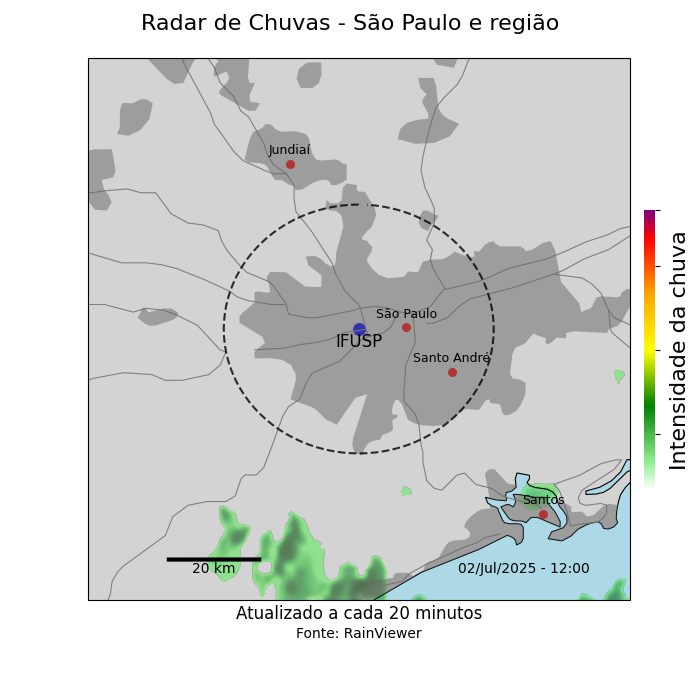 Radar de Chuvas - São Paulo e região
Jundiaí
São Paulo
IFUSP
Santo André
Santos
20 km
02/Jul/2025 - 12:00
Intensidade da chuva
Atualizado a cada 20 minutos
Fonte: RainViewer